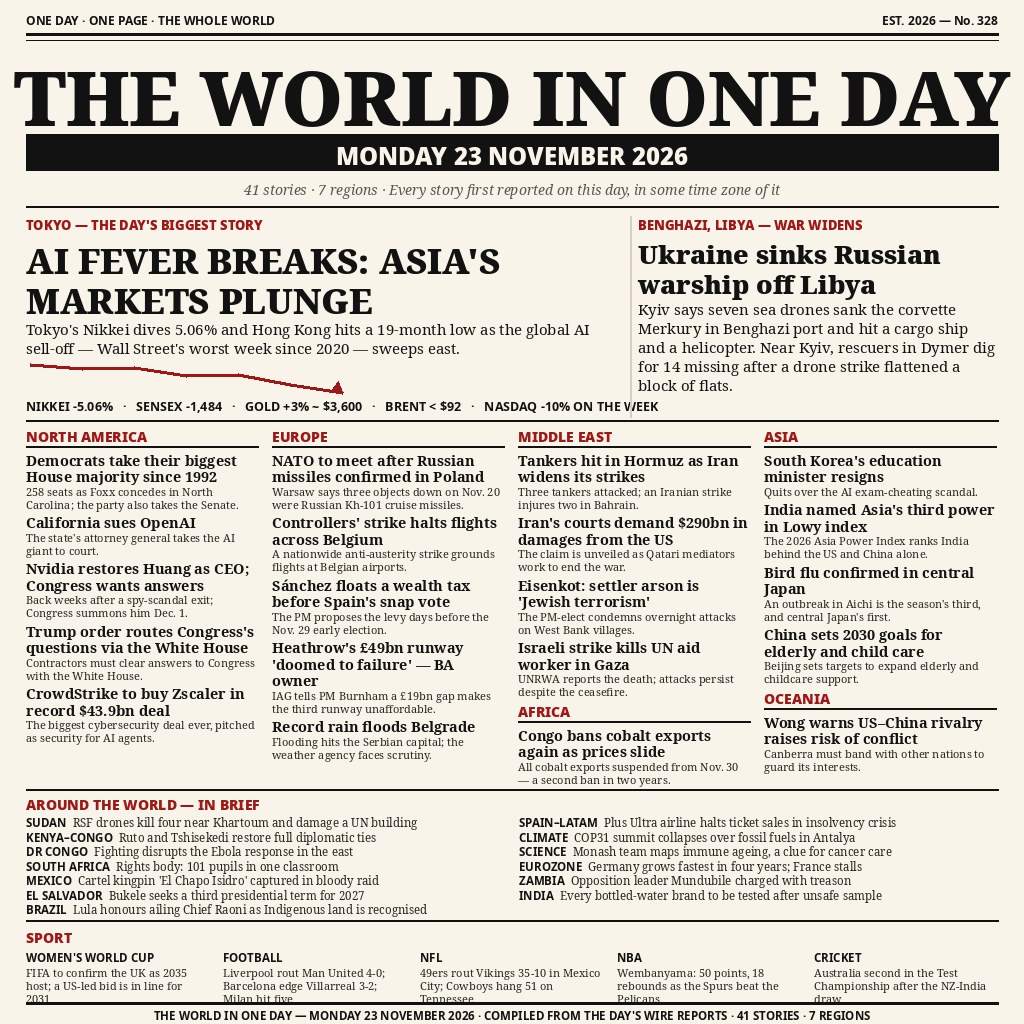 ONE DAY · ONE PAGE · THE WHOLE WORLD
EST. 2026 — No. 328
THE WORLD IN ONE DAY
MONDAY 23 NOVEMBER 2026
41 stories · 7 regions · Every story first reported on this day, in some time zone of it
TOKYO — THE DAY'S BIGGEST STORY
AI FEVER BREAKS: ASIA'S
MARKETS PLUNGE
Tokyo's Nikkei dives 5.06% and Hong Kong hits a 19-month low as the global AI
sell-off — Wall Street's worst week since 2020 — sweeps east.
NIKKEI -5.06% · SENSEX -1,484 · GOLD +3% ~ $3,600 · BRENT < $92 · NASDAQ -10% ON THE WEEK
BENGHAZI, LIBYA — WAR WIDENS
Ukraine sinks Russian
warship off Libya
Kyiv says seven sea drones sank the corvette
Merkury in Benghazi port and hit a cargo ship
and a helicopter. Near Kyiv, rescuers in Dymer dig
for 14 missing after a drone strike flattened a
block of flats.
NORTH AMERICA
Democrats take their biggest
House majority since 1992
258 seats as Foxx concedes in North
Carolina; the party also takes the Senate.
California sues OpenAI
The state's attorney general takes the AI
giant to court.
Nvidia restores Huang as CEO;
Congress wants answers
Back weeks after a spy-scandal exit;
Congress summons him Dec. 1.
Trump order routes Congress's
questions via the White House
Contractors must clear answers to Congress
with the White House.
CrowdStrike to buy Zscaler in
record $43.9bn deal
The biggest cybersecurity deal ever, pitched
as security for AI agents.
EUROPE
NATO to meet after Russian
missiles confirmed in Poland
Warsaw says three objects down on Nov. 20
were Russian Kh-101 cruise missiles.
Controllers' strike halts flights
across Belgium
A nationwide anti-austerity strike grounds
flights at Belgian airports.
Sánchez floats a wealth tax
before Spain's snap vote
The PM proposes the levy days before the
Nov. 29 early election.
Heathrow's £49bn runway
'doomed to failure' — BA
owner
IAG tells PM Burnham a £19bn gap makes
the third runway unaffordable.
Record rain floods Belgrade
Flooding hits the Serbian capital; the
weather agency faces scrutiny.
MIDDLE EAST
Tankers hit in Hormuz as Iran
widens its strikes
Three tankers attacked; an Iranian strike
injures two in Bahrain.
Iran's courts demand $290bn in
damages from the US
The claim is unveiled as Qatari mediators
work to end the war.
Eisenkot: settler arson is
'Jewish terrorism'
The PM-elect condemns overnight attacks
on West Bank villages.
Israeli strike kills UN aid
worker in Gaza
UNRWA reports the death; attacks persist
despite the ceasefire.
AFRICA
Congo bans cobalt exports
again as prices slide
All cobalt exports suspended from Nov. 30
— a second ban in two years.
ASIA
South Korea's education
minister resigns
Quits over the AI exam-cheating scandal.
India named Asia's third power
in Lowy index
The 2026 Asia Power Index ranks India
behind the US and China alone.
Bird flu confirmed in central
Japan
An outbreak in Aichi is the season's third,
and central Japan's first.
China sets 2030 goals for
elderly and child care
Beijing sets targets to expand elderly and
childcare support.
OCEANIA
Wong warns US–China rivalry
raises risk of conflict
Canberra must band with other nations to
guard its interests.
AROUND THE WORLD — IN BRIEF
SUDAN RSF drones kill four near Khartoum and damage a UN building
KENYA–CONGO Ruto and Tshisekedi restore full diplomatic ties
DR CONGO Fighting disrupts the Ebola response in the east
SOUTH AFRICA Rights body: 101 pupils in one classroom
MEXICO Cartel kingpin 'El Chapo Isidro' captured in bloody raid
EL SALVADOR Bukele seeks a third presidential term for 2027
BRAZIL Lula honours ailing Chief Raoni as Indigenous land is recognised
SPAIN–LATAM Plus Ultra airline halts ticket sales in insolvency crisis
CLIMATE COP31 summit collapses over fossil fuels in Antalya
SCIENCE Monash team maps immune ageing, a clue for cancer care
EUROZONE Germany grows fastest in four years; France stalls
ZAMBIA Opposition leader Mundubile charged with treason
INDIA Every bottled-water brand to be tested after unsafe sample
SPORT
WOMEN'S WORLD CUP
FIFA to confirm the UK as 2035
host; a US-led bid is in line for
2031
FOOTBALL
Liverpool rout Man United 4-0;
Barcelona edge Villarreal 3-2;
Milan hit five
NFL
49ers rout Vikings 35-10 in Mexico
City; Cowboys hang 51 on
Tennessee
NBA
Wembanyama: 50 points, 18
rebounds as the Spurs beat the
Pelicans
CRICKET
Australia second in the Test
Championship after the NZ-India
draw
THE WORLD IN ONE DAY — MONDAY 23 NOVEMBER 2026 · COMPILED FROM THE DAY'S WIRE REPORTS · 41 STORIES · 7 REGIONS